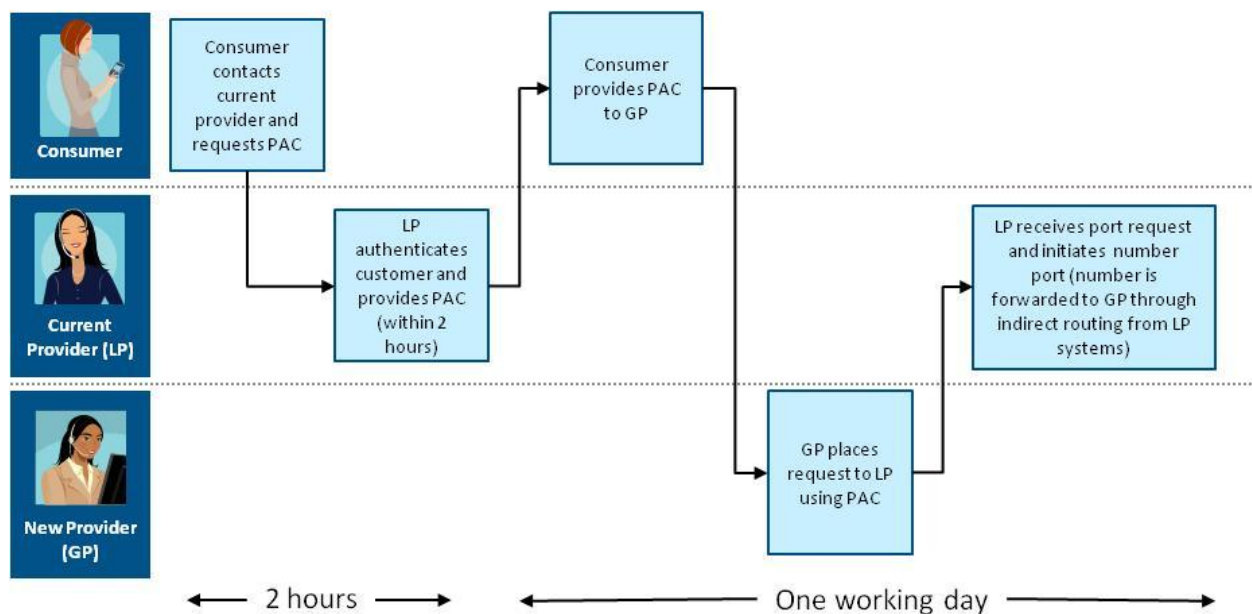 Consumer
contacts
current
provider and
requests PAC
Consumer
provides PAC
to GP
Consumer
LP
authenticates
customer and
provides PAC
(within 2
hours)
LP receives port request
and initiates number
port (number is
forwarded to GP through
indirect routing from LP
systems)
Current
Provider (LP)
GP places
request to LP
using PAC
New Provider
(GP)
2 hours
One working day